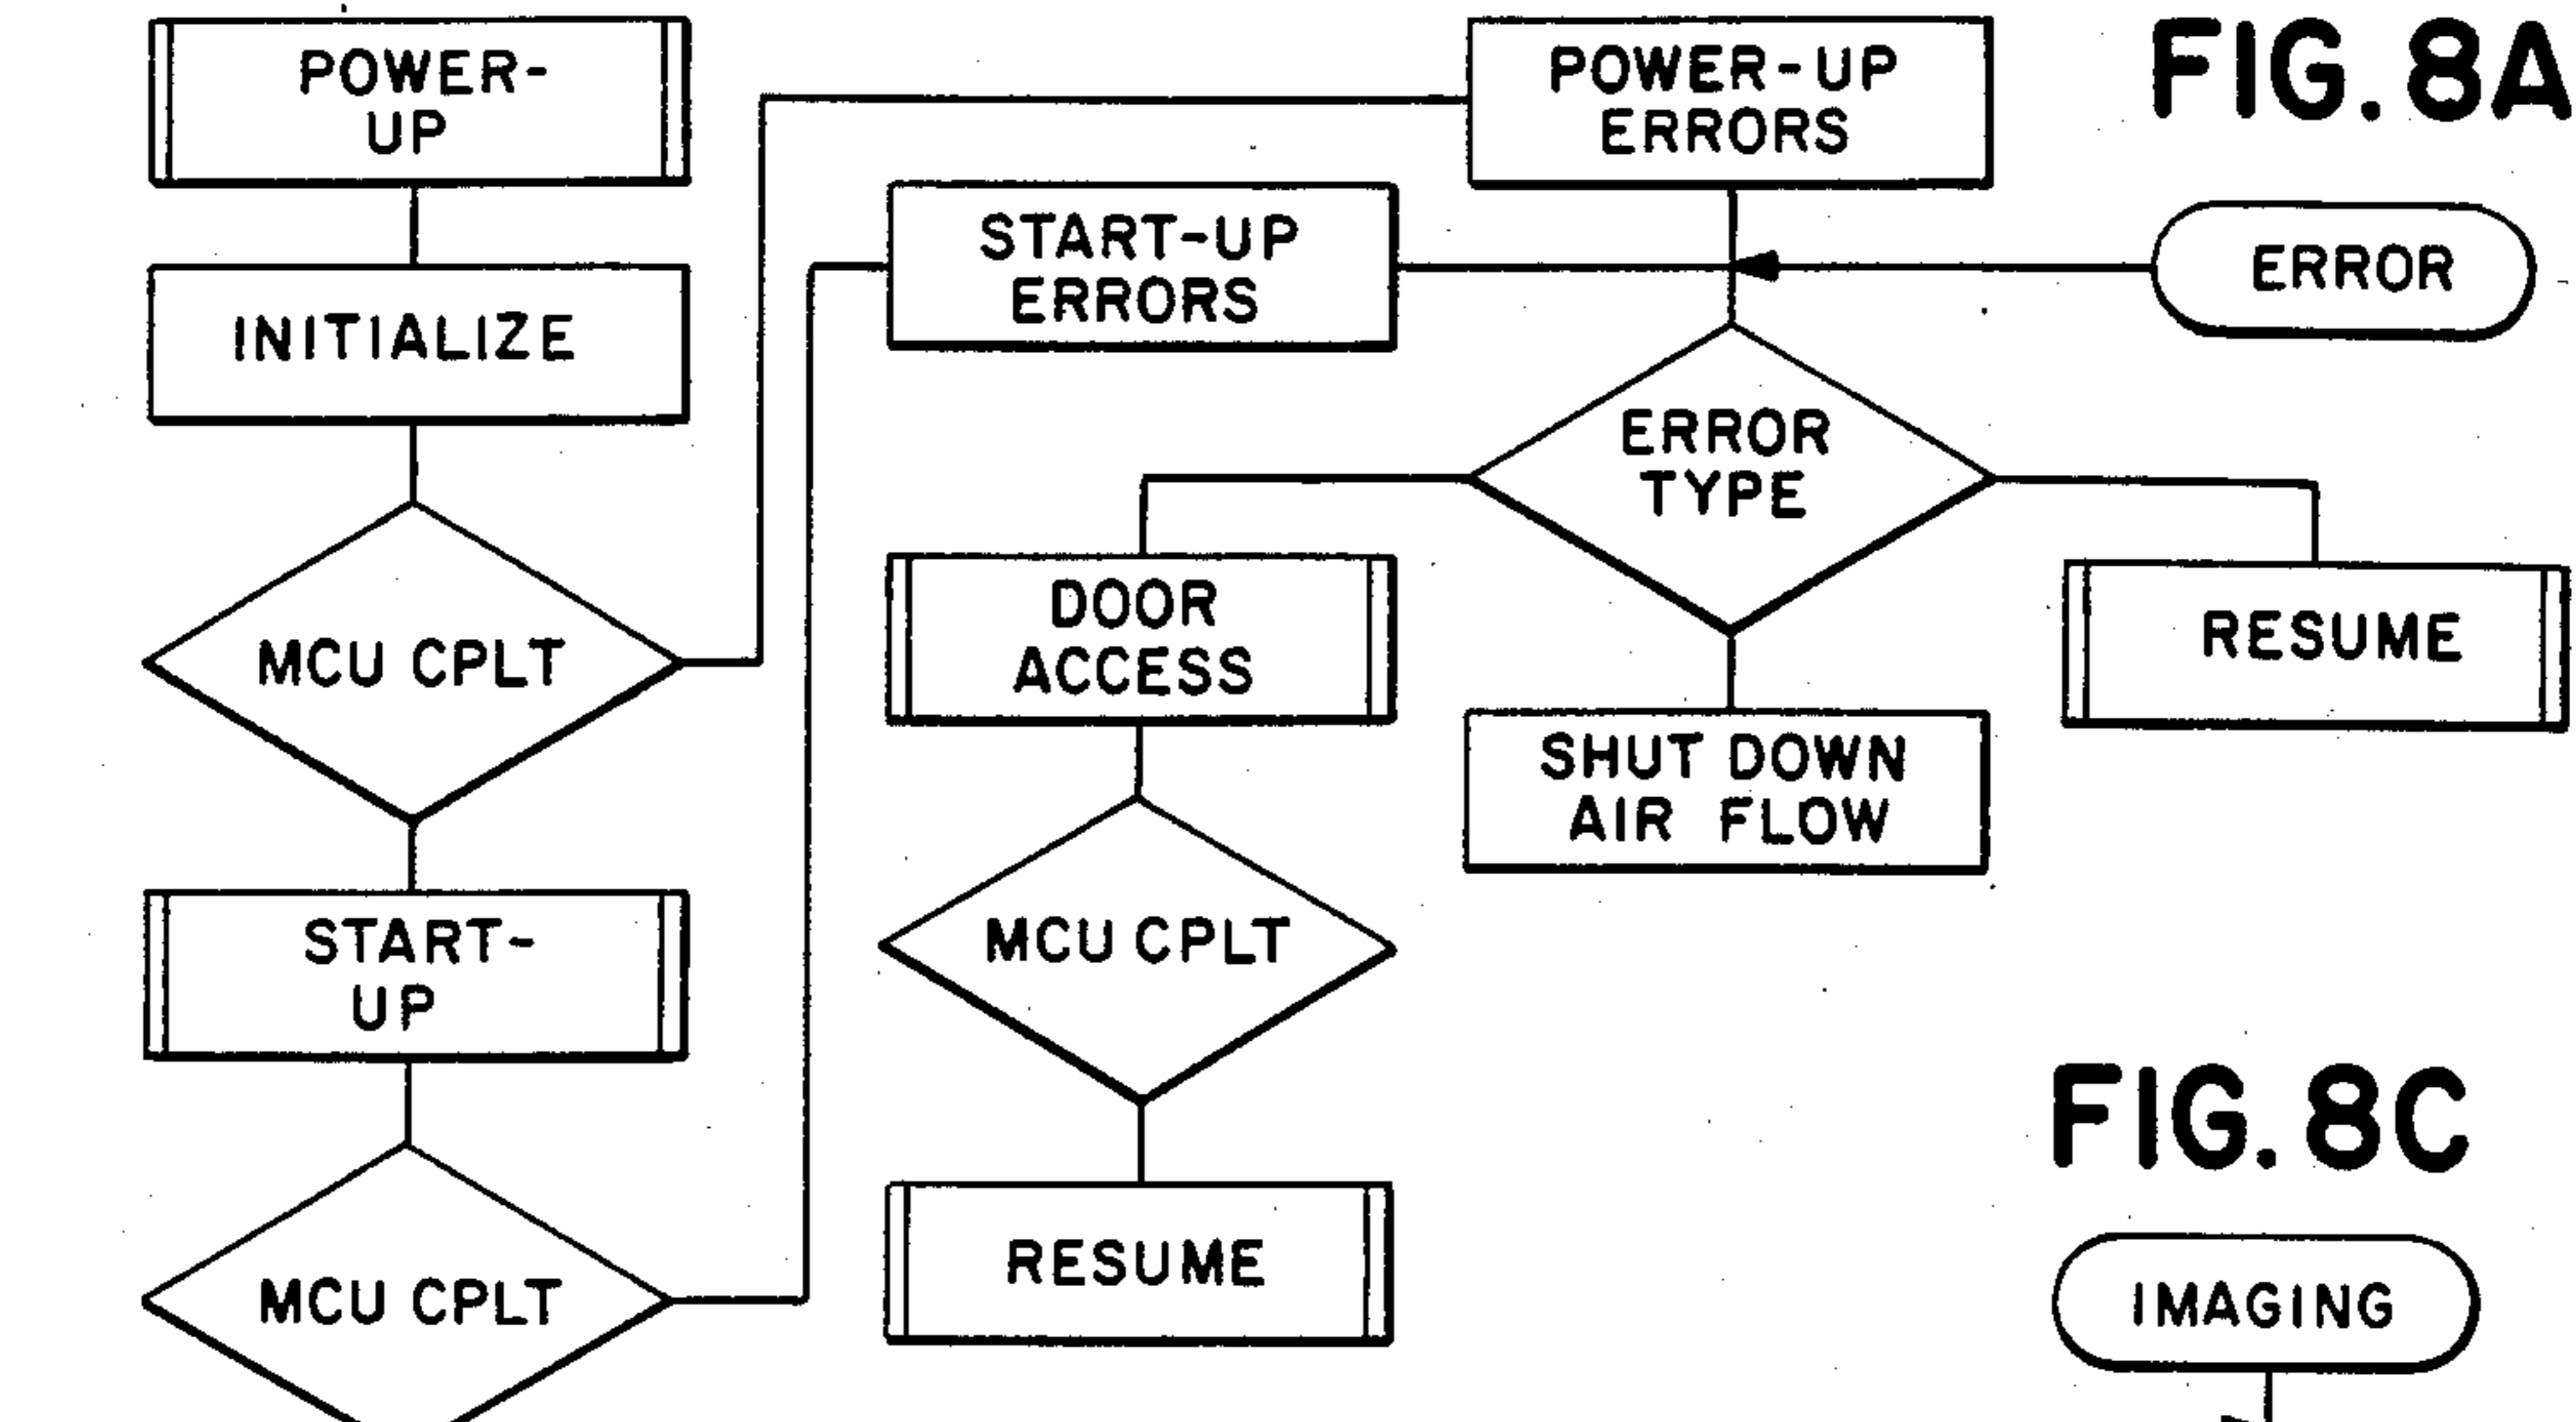 FIG. 8A
POWER-
UP
INITIALIZE
MCU CPLT
START-
UP
MCU CPLT
POWER-UP
ERRORS
START-UP
ERRORS
ERROR
ERROR
TYPE
DOOR
ACCESS
MCU CPLT
RESUME
SHUT DOWN
AIR FLOW
RESUME
FIG. 8C
IMAGING